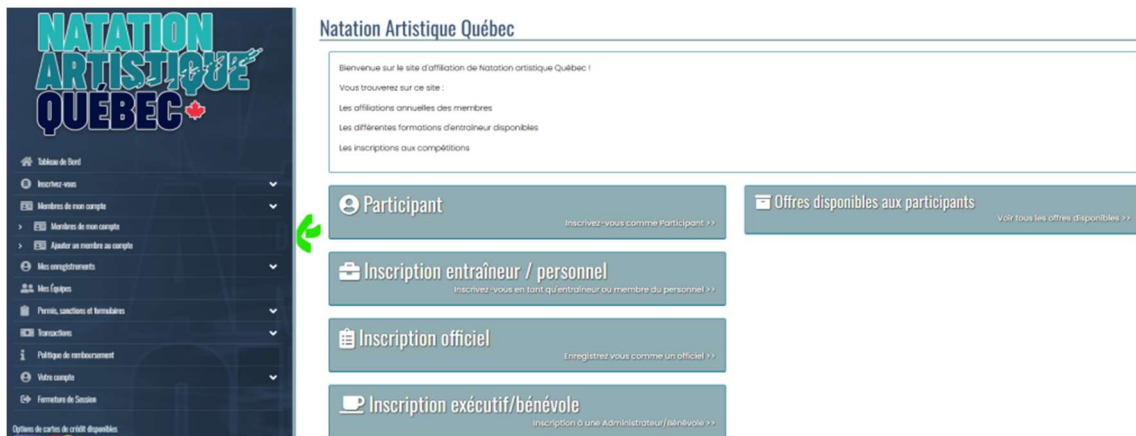 NATATION
ARTISTIQUE
QUÉBEC
Tableau de Bord
Inscrivez-vous
Membres de mon compte
Membres de mon compte
Ajouter un membre au compte
Mes enregistrements
Mes Équipes
Permis, sanctions et formulaires
Transactions
Politique de remboursement
Votre compte
Fermeture de Session
Options de cartes de crédit disponibles
Natation Artistique Québec
Bienvenue sur le site d'affiliation de Natation artistique Québec !
Vous trouverez sur ce site :
Les affiliations annuelles des membres
Les différentes formations d'entraîneur disponibles
Les inscriptions aux compétitions
Participant
Inscrivez-vous comme Participant >>
Inscription entraîneur / personnel
Inscrivez-vous en tant qu'entraîneur ou membre du personnel >>
Inscription officiel
Enregistrez vous comme un officiel >>
Inscription exécutif/bénévole
Inscription à une Administrateur/Bénévole >>
Offres disponibles aux participants
Voir tous les offres disponibles >>